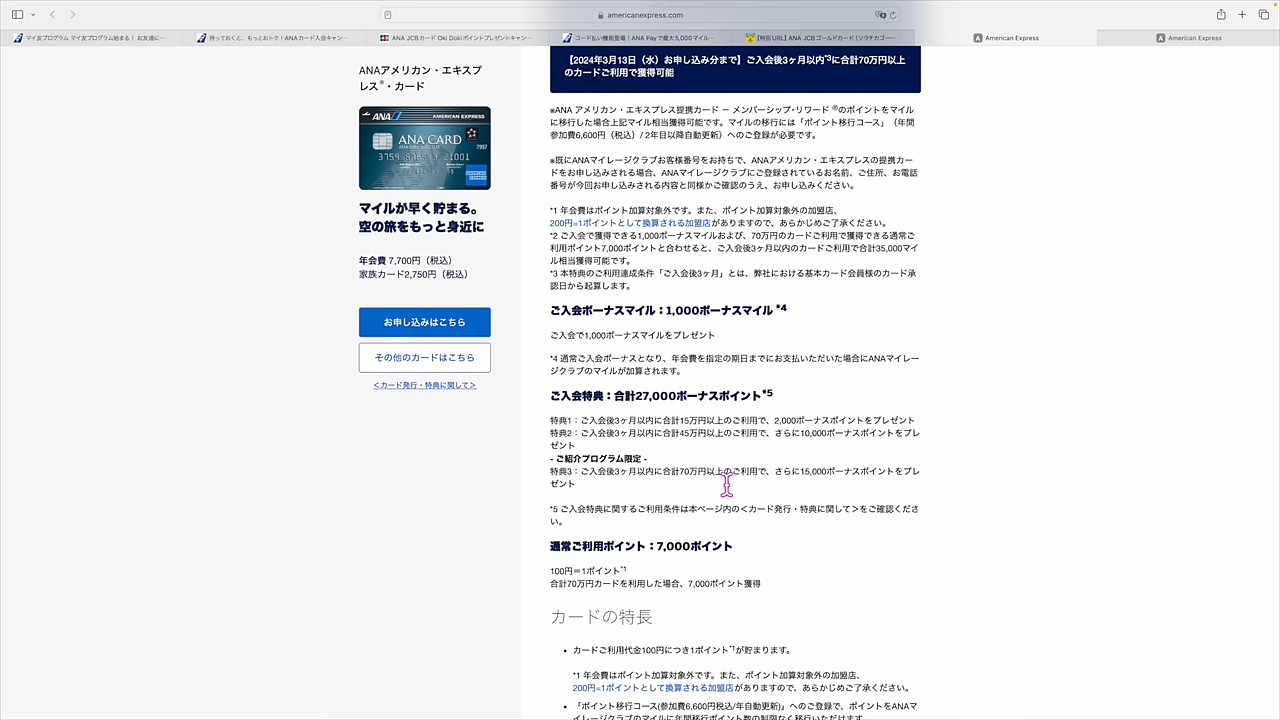 americanexpress.com
マイ友プログラム マイ友プログラム始まる! お友達に…
持っておくと、もっとおトク!ANAカード入会キャン…
ANA JCBカード Oki Dokiポイントプレゼントキャン…
コード払い機能登場!ANA Payで最大5,000マイル…
【特別URL】ANA JCBゴールドカード(ソラチカゴー…
American Express
American Express
ANAアメリカン・エキスプ
レス®・カード
ANA
AMERICAN EXPRESS
ANA CARD
7997
マイルが早く貯まる。
空の旅をもっと身近に
年会費 7,700円(税込)
家族カード2,750円(税込)
お申し込みはこちら
その他のカードはこちら
<カード発行・特典に関して>
【2024年3月13日(水)お申し込み分まで】ご入会後3ヶ月以内*3に合計70万円以上
のカードご利用で獲得可能
※ANA アメリカン・エキスプレス提携カード － メンバーシップ・リワード ®のポイントをマイル
に移行した場合上記マイル相当獲得可能です。マイルの移行には「ポイント移行コース」(年間
参加費6,600円(税込)/ 2年目以降自動更新)へのご登録が必要です。
※既にANAマイレージクラブお客様番号をお持ちで、ANAアメリカン・エキスプレスの提携カー
ドをお申し込みされる場合、ANAマイレージクラブにご登録されているお名前、ご住所、お電話
番号が今回お申し込みされる内容と同様かご確認のうえ、お申し込みください。
*1 年会費はポイント加算対象外です。また、ポイント加算対象外の加盟店、
200円=1ポイントとして換算される加盟店がありますので、あらかじめご了承ください。
*2 ご入会で獲得できる1,000ボーナスマイルおよび、70万円のカードご利用で獲得できる通常ご
利用ポイント7,000ポイントと合わせると、ご入会後3ヶ月以内のカードご利用で合計35,000マイ
ル相当獲得可能です。
*3 本特典のご利用達成条件「ご入会後3ヶ月」とは、弊社における基本カード会員様のカード承
認日から起算します。
ご入会ボーナスマイル:1,000ボーナスマイル *4
ご入会で1,000ボーナスマイルをプレゼント
*4 通常ご入会ボーナスとなり、年会費を指定の期日までにお支払いただいた場合にANAマイレー
ジクラブのマイルが加算されます。
ご入会特典:合計27,000ボーナスポイント*5
特典1:ご入会後3ヶ月以内に合計15万円以上のご利用で、2,000ボーナスポイントをプレゼント
特典2:ご入会後3ヶ月以内に合計45万円以上のご利用で、さらに10,000ボーナスポイントをプレ
ゼント
- ご紹介プログラム限定 -
特典3:ご入会後3ヶ月以内に合計70万円以上のご利用で、さらに15,000ボーナスポイントをプレ
ゼント
*5 ご入会特典に関するご利用条件は本ページ内の<カード発行・特典に関して>をご確認くださ
い。
通常ご利用ポイント:7,000ポイント
100円=1ポイント*1
合計70万円カードを利用した場合、7,000ポイント獲得
カードの特長
• カードご利用代金100円につき1ポイント*1が貯まります。
*1 年会費はポイント加算対象外です。また、ポイント加算対象外の加盟店、
200円=1ポイントとして換算される加盟店がありますので、あらかじめご了承ください。
• 「ポイント移行コース(参加費6,600円税込/年自動更新)」へのご登録で、ポイントをANAマ
イレージクラブのマイルに年間移行ポイント数の制限なく移行いただけます。